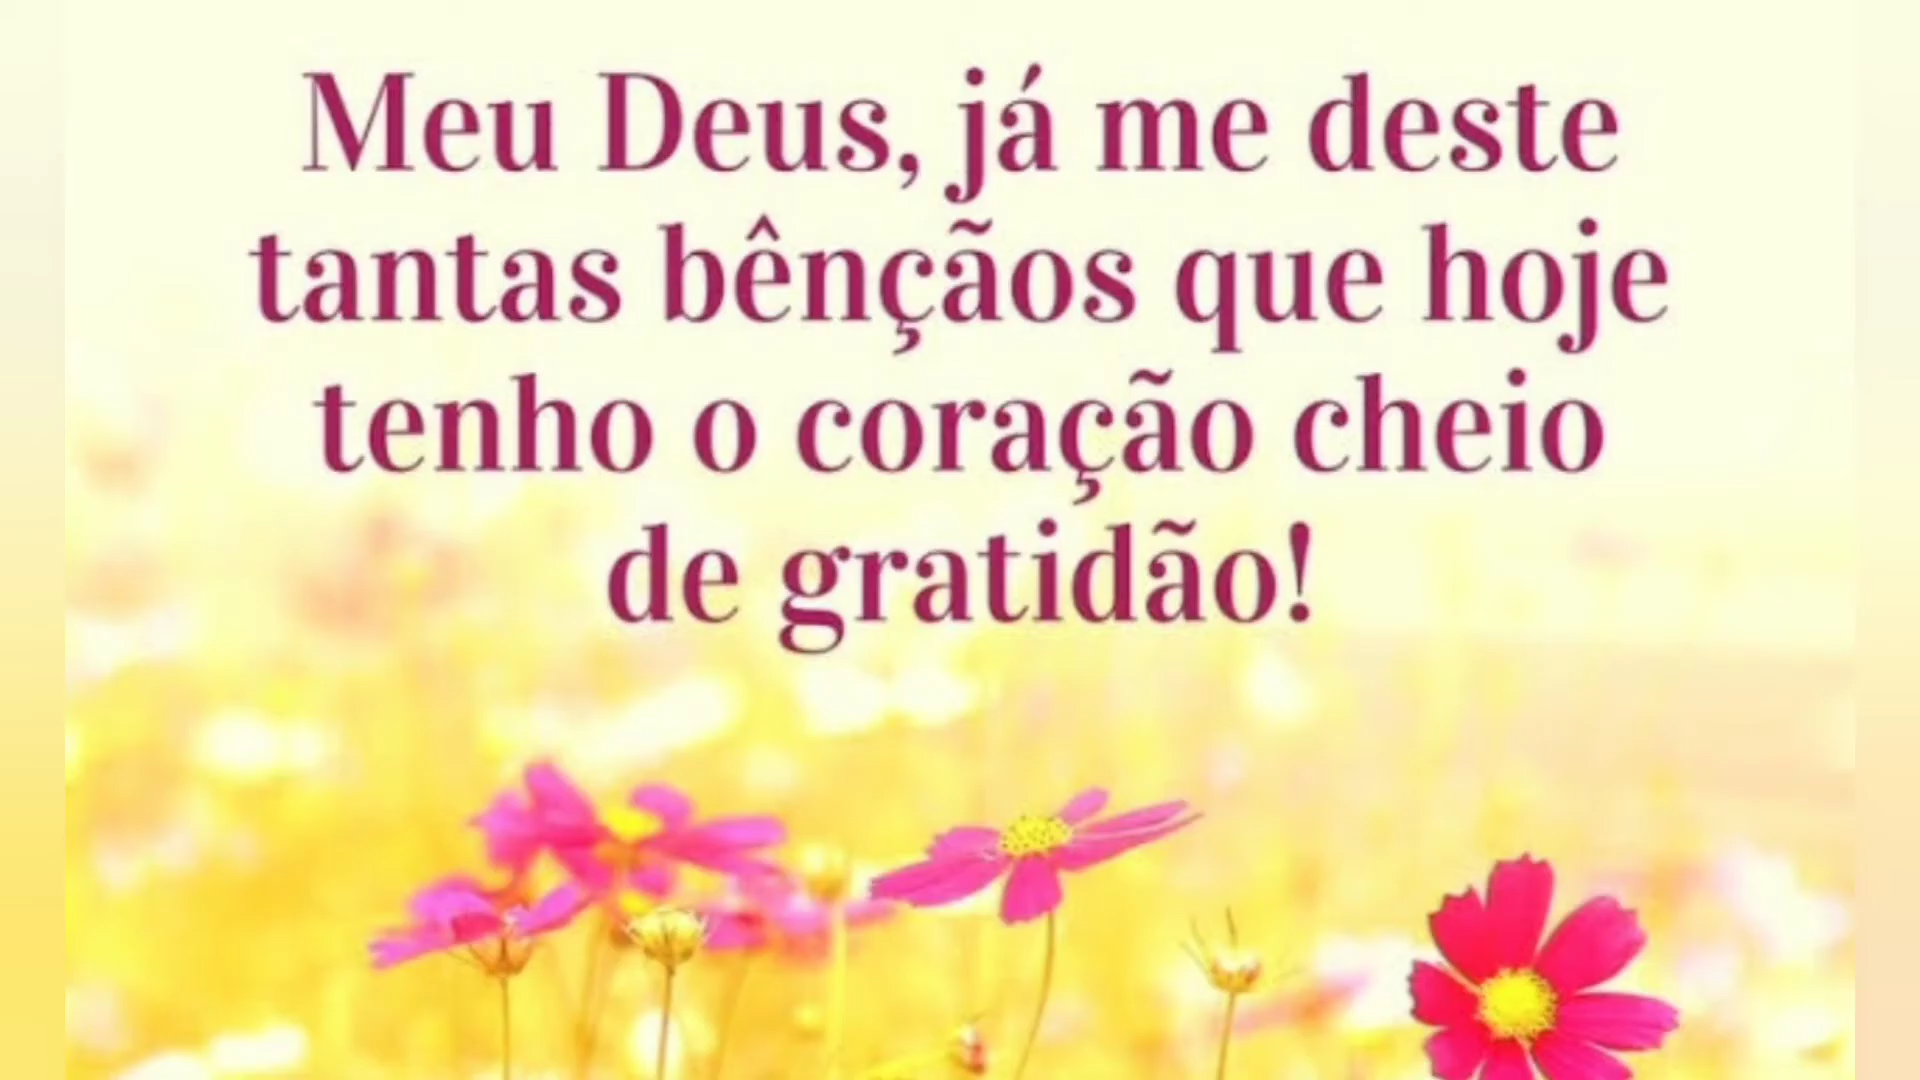 Meu Deus, já me deste
tantas bênçãos que hoje
tenho o coração cheio
de gratidão!